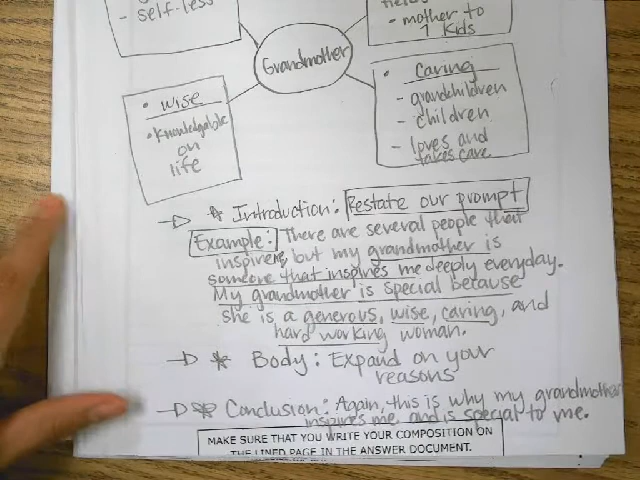 - self-less
- mother to
7 kids
Grandmother
• wise
• Knowledgable
on
life
• Caring
- grandchildren
- children
- loves and
takes care
* Introduction: Restate our prompt
Example: There are several people that
inspire me, but my grandmother is
someone that inspires me deeply everyday.
My grandmother is special because
she is a generous, wise, caring, and
hard working woman.
* Body: Expand on your
reasons
* Conclusion: Again, this is why my grandmother
inspires me and is special to me.
MAKE SURE THAT YOU WRITE YOUR COMPOSITION ON
THE LINED PAGE IN THE ANSWER DOCUMENT.